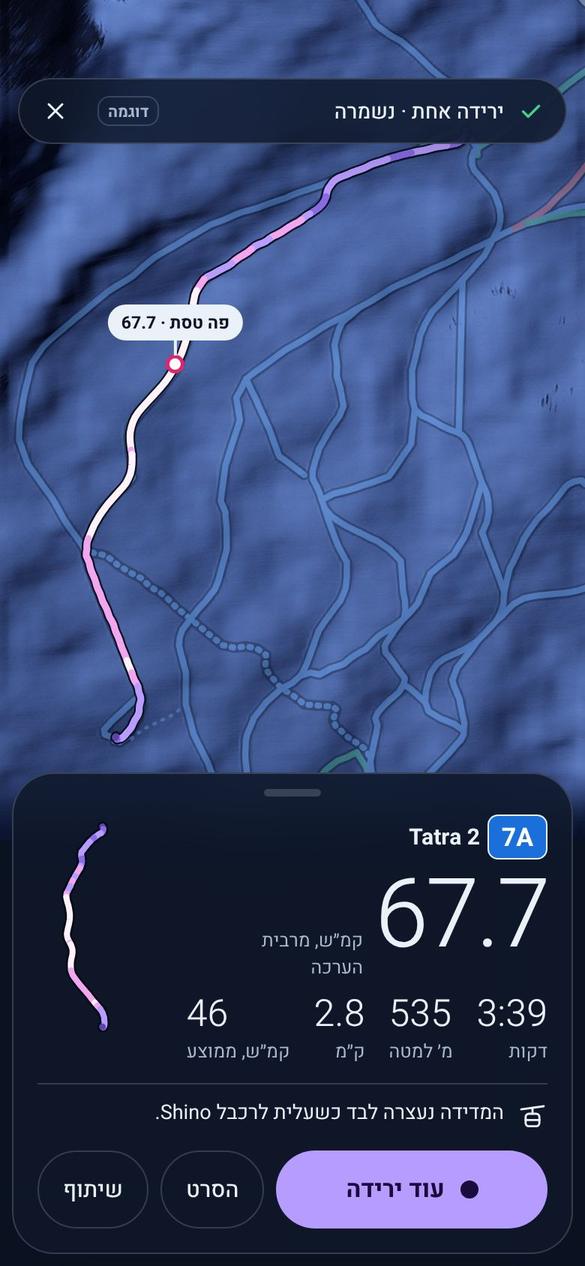 ירידה אחת · נשמרה
דוגמה
פה טסת · 67.7
7A Tatra 2
67.7
קמ״ש, מרבית
הערכה
3:39 535 2.8 46
דקות מ׳ למטה ק״מ קמ״ש, ממוצע
המדידה נעצרה לבד כשעלית לרכבל Shino.
עוד ירידה
הסרט
שיתוף